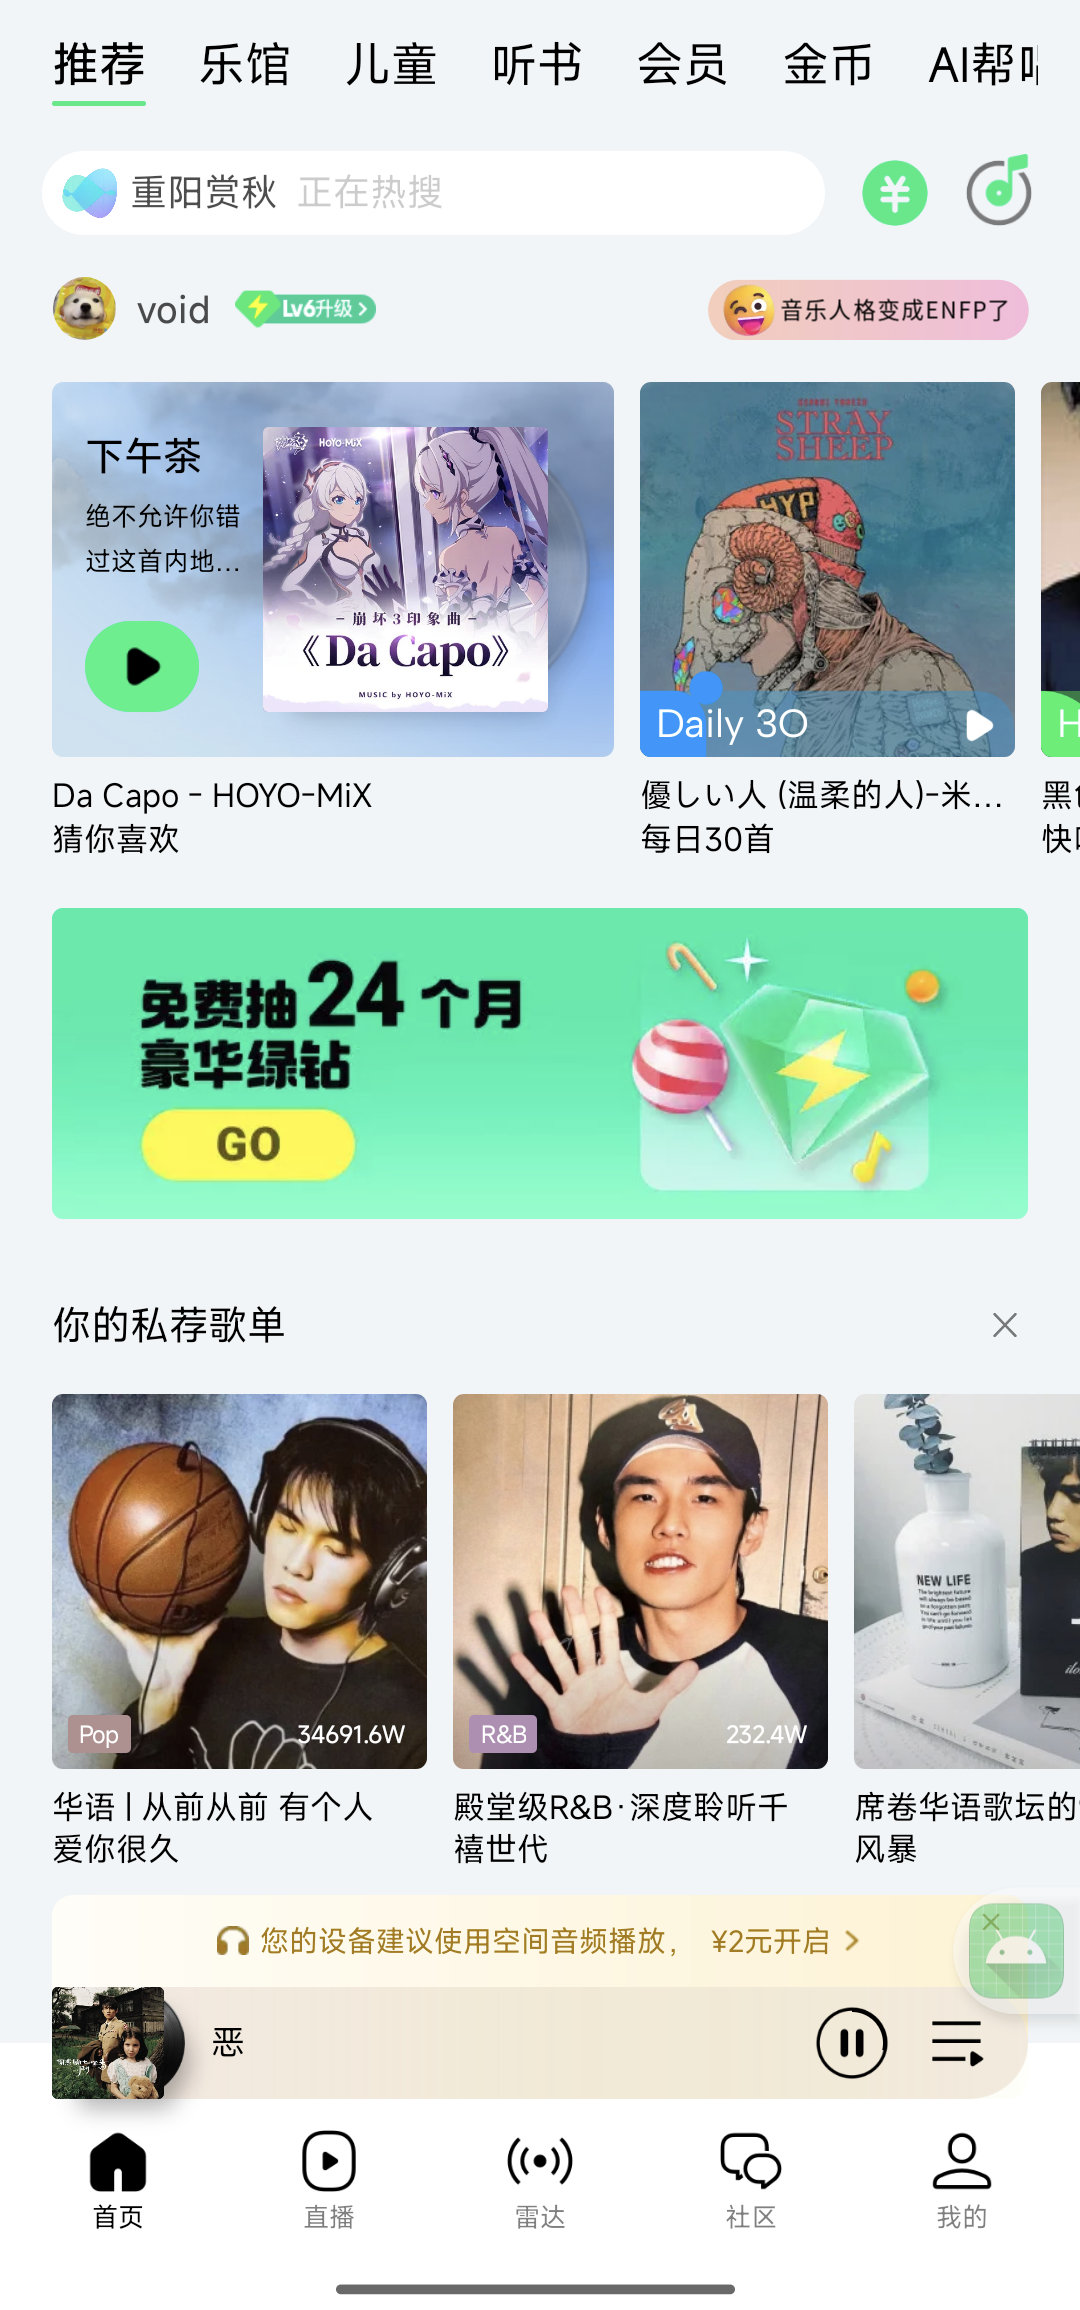 推荐 乐馆 儿童 听书 会员 金币 AI帮
重阳赏秋 正在热搜
void Lv6升级 音乐人格变成ENFP了
下午茶
绝不允许你错
过这首内地...
HOYO-MiX
－崩坏3印象曲－
《Da Capo》
MUSIC by HOYO-MiX
STRAY
SHEEP
HYP
Daily 30
Da Capo - HOYO-MiX
猜你喜欢
優しい人 (温柔的人)-米...
每日30首
黑
快
免费抽24个月
豪华绿钻
GO
你的私荐歌单
Pop 34691.6W
R&B 232.4W
NEW LIFE
华语 | 从前从前 有个人
爱你很久
殿堂级R&B·深度聆听千
禧世代
席卷华语歌坛的
风暴
您的设备建议使用空间音频播放， ¥2元开启
恶
首页 直播 雷达 社区 我的